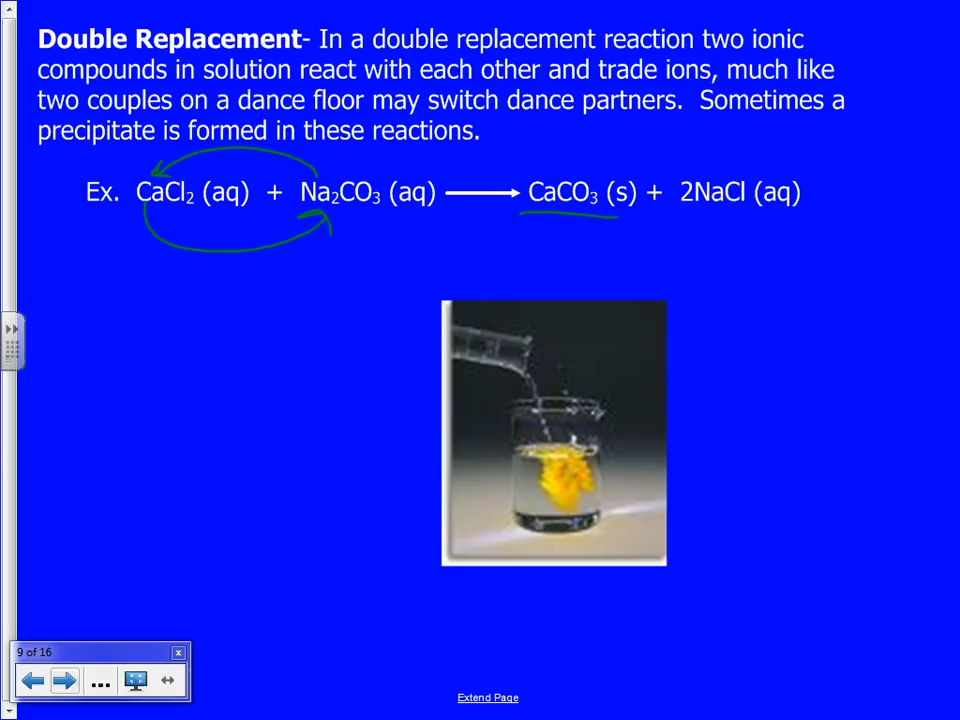 Double Replacement- In a double replacement reaction two ionic
compounds in solution react with each other and trade ions, much like
two couples on a dance floor may switch dance partners.  Sometimes a
precipitate is formed in these reactions.
Ex.  CaCl₂ (aq)  +  Na₂CO₃ (aq) ⟶ CaCO₃ (s) +  2NaCl (aq)
9 of 16
x
...
Extend Page